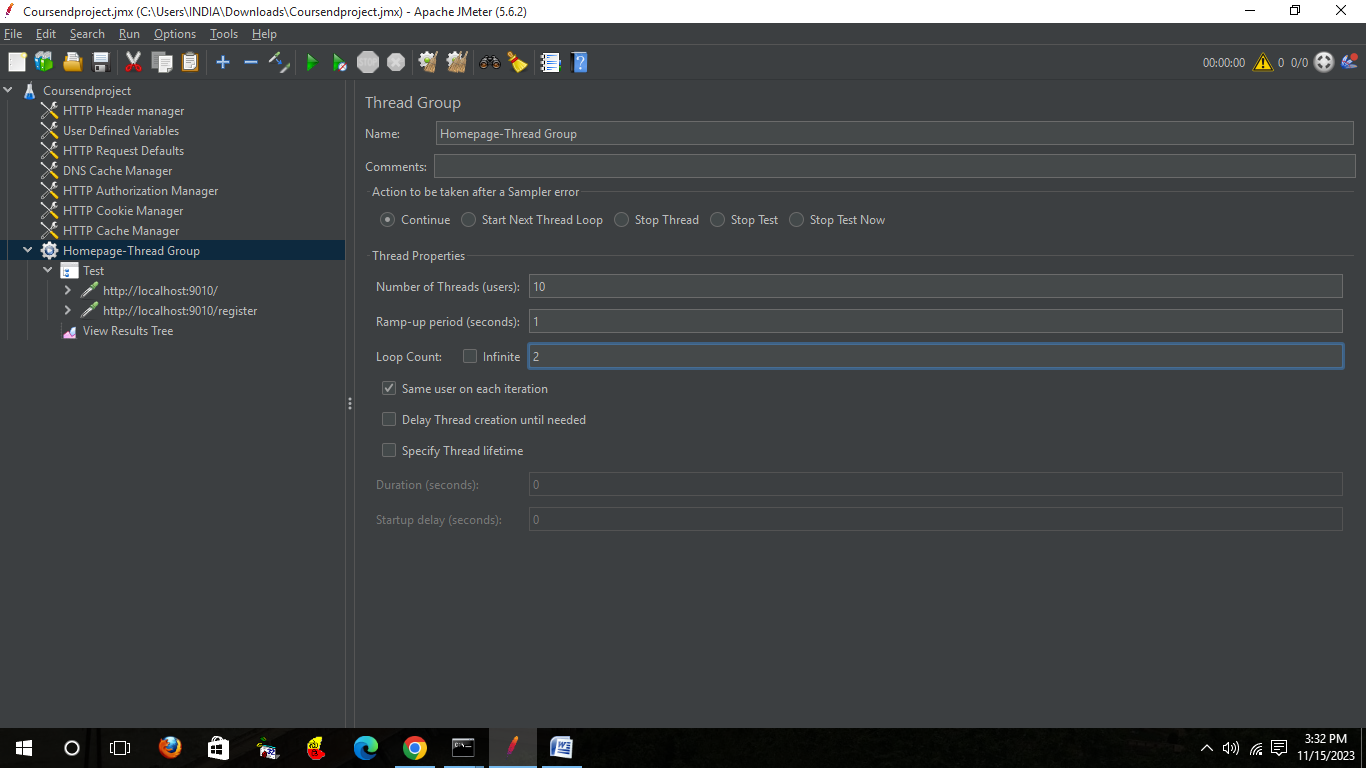 Coursendproject.jmx (C:\Users\INDIA\Downloads\Coursendproject.jmx) - Apache JMeter (5.6.2)
File Edit Search Run Options Tools Help
STOP 00:00:00 0 0/0
Coursendproject
HTTP Header manager
User Defined Variables
HTTP Request Defaults
DNS Cache Manager
HTTP Authorization Manager
HTTP Cookie Manager
HTTP Cache Manager
Homepage-Thread Group
Test
http://localhost:9010/
http://localhost:9010/register
View Results Tree
Thread Group
Name: Homepage-Thread Group
Comments:
Action to be taken after a Sampler error
Continue Start Next Thread Loop Stop Thread Stop Test Stop Test Now
Thread Properties
Number of Threads (users): 10
Ramp-up period (seconds): 1
Loop Count: Infinite 2
Same user on each iteration
Delay Thread creation until needed
Specify Thread lifetime
Duration (seconds): 0
Startup delay (seconds): 0
3:32 PM
11/15/2023